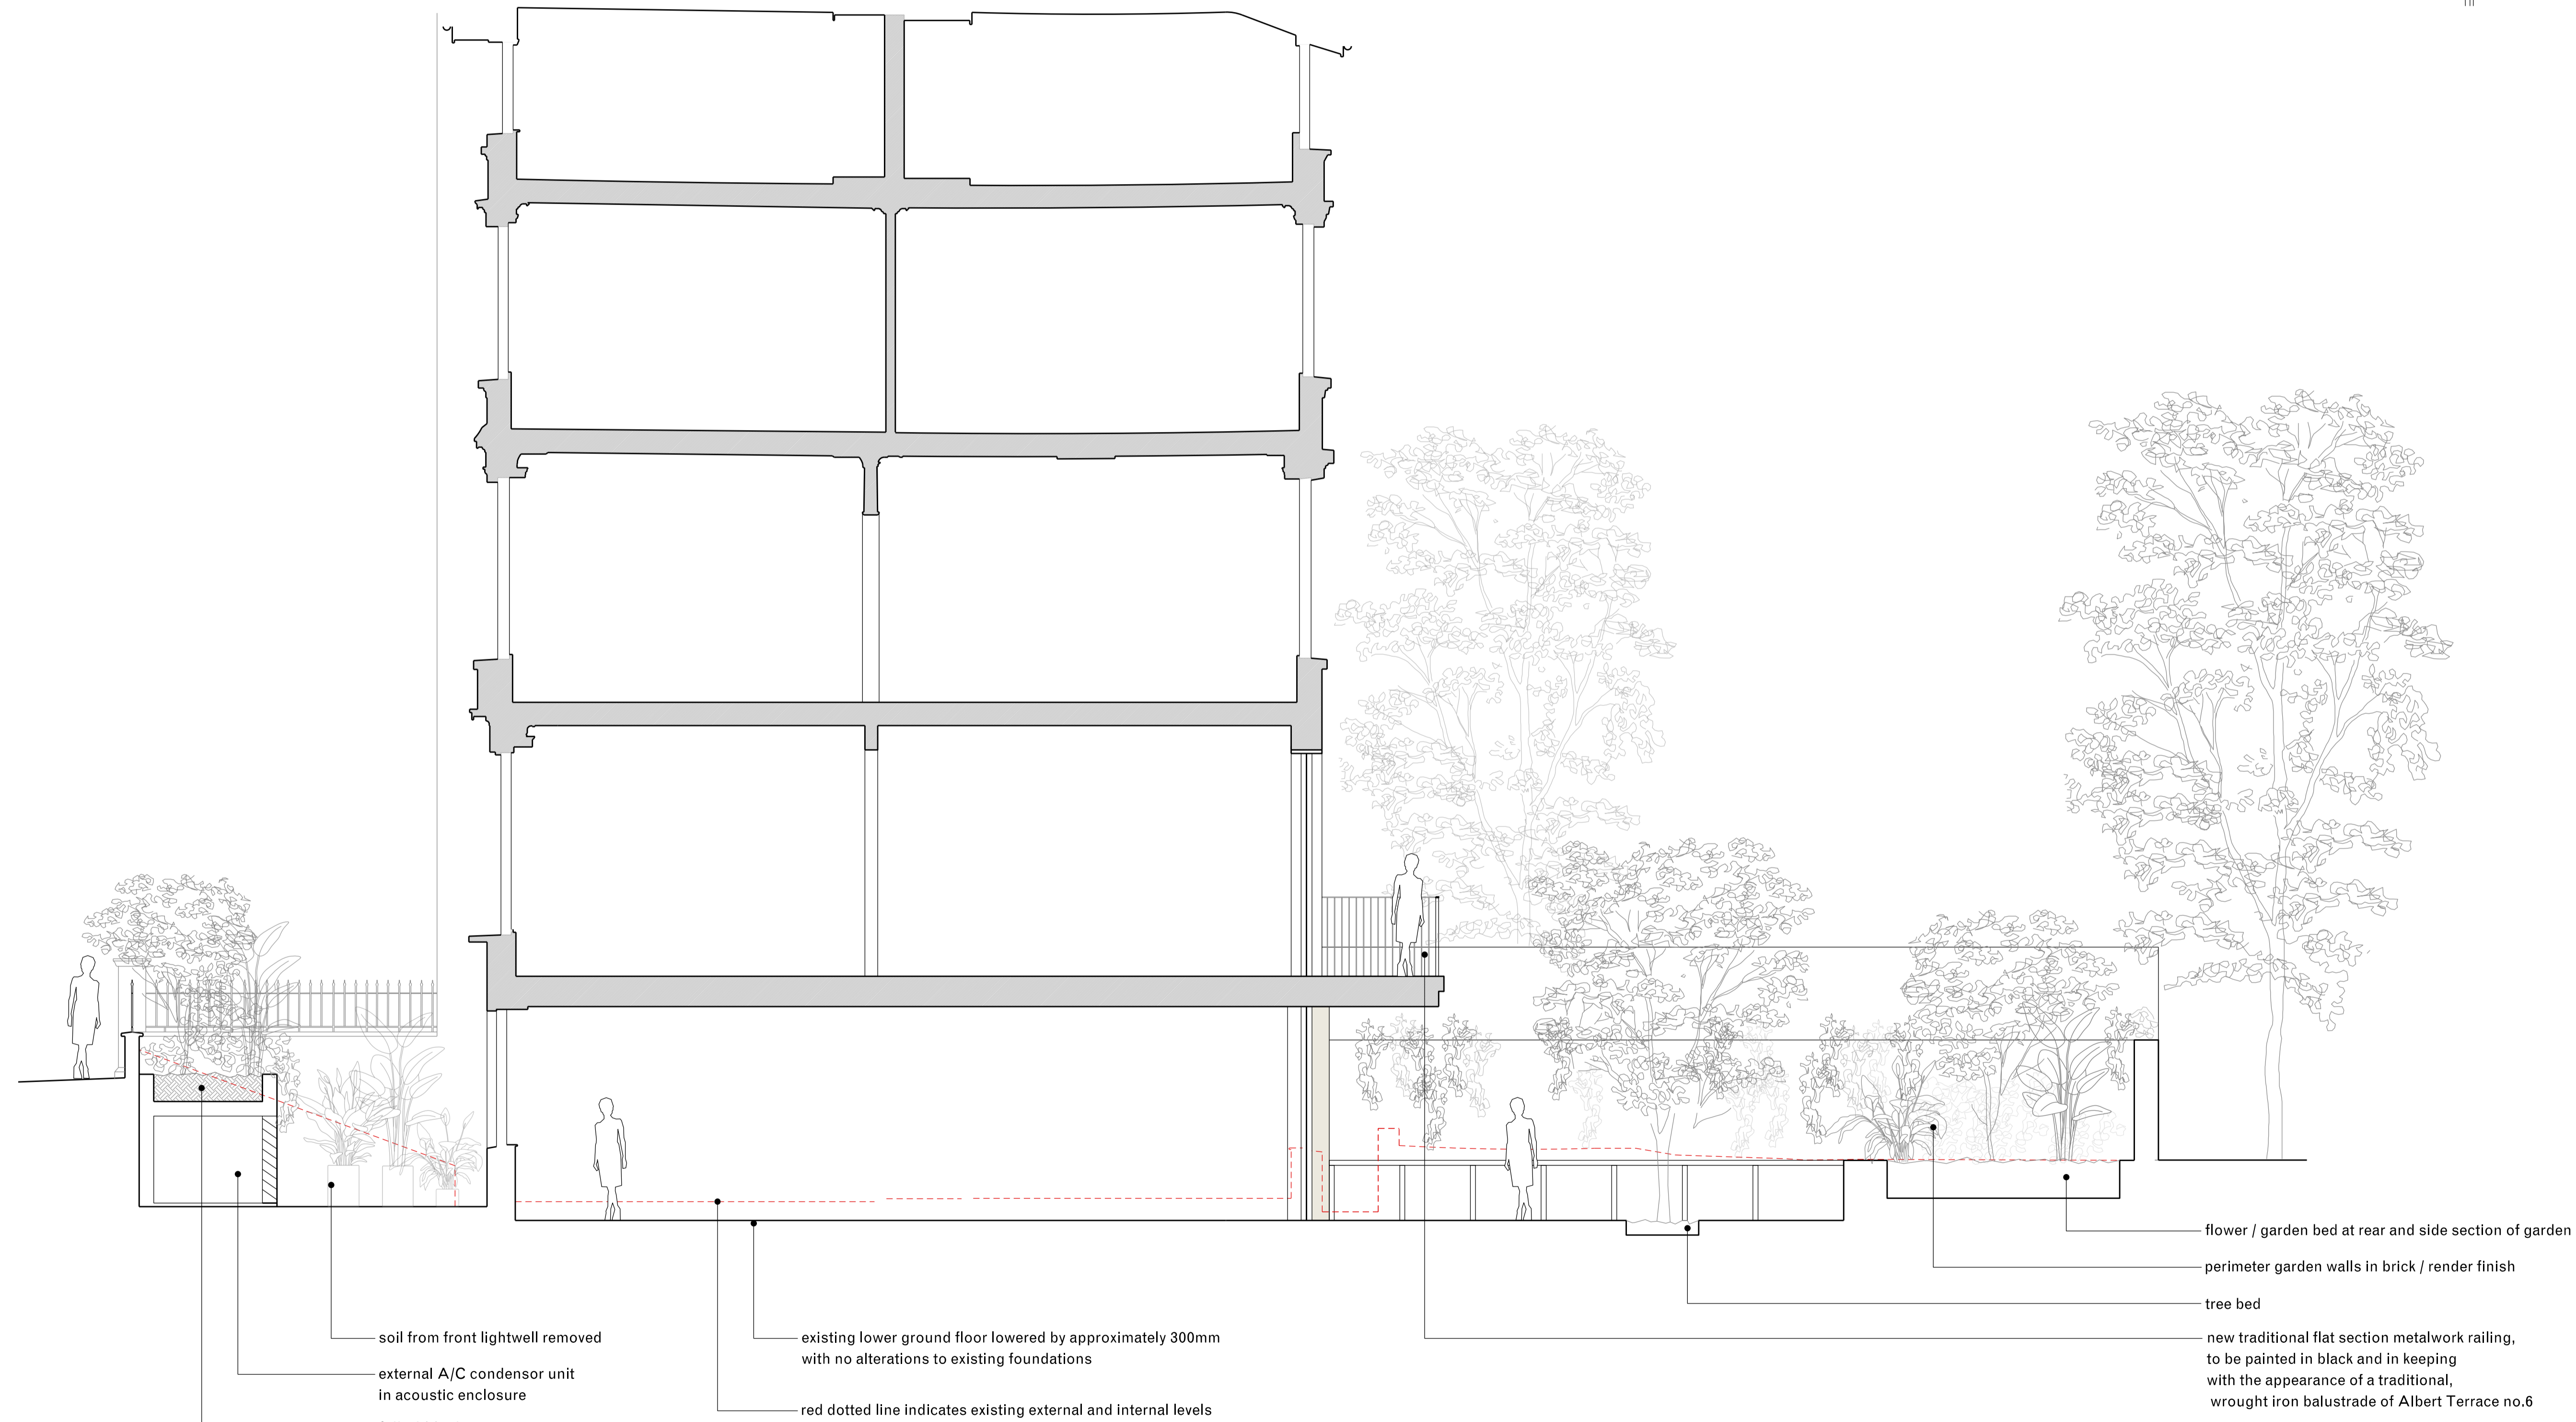 soil from front lightwell removed
external A/C condensor unit
in acoustic enclosure
existing lower ground floor lowered by approximately 300mm
with no alterations to existing foundations
red dotted line indicates existing external and internal levels
flower / garden bed at rear and side section of garden
perimeter garden walls in brick / render finish
tree bed
new traditional flat section metalwork railing,
to be painted in black and in keeping
with the appearance of a traditional,
wrought iron balustrade of Albert Terrace no.6